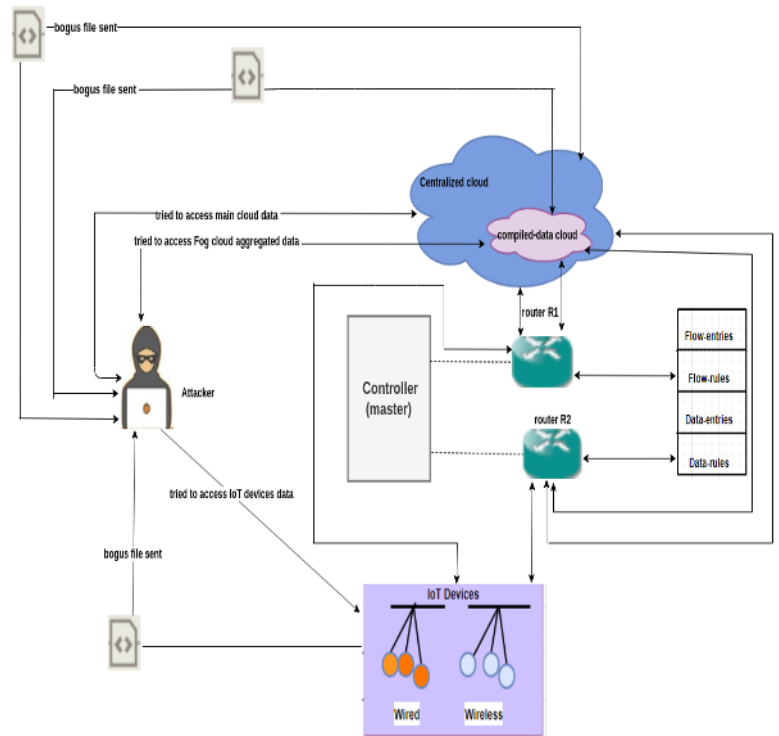 bogus file sent
bogus file sent
Centralized cloud
tried to access main cloud data
compiled-data cloud
tried to access Fog cloud aggregated data
router R1
Flow-entries
Controller
(master)
Flow-rules
Attacker
router R2
Data-entries
Data-rules
tried to access IoT devices data
bogus file sent
IoT Devices
Wired
Wireless